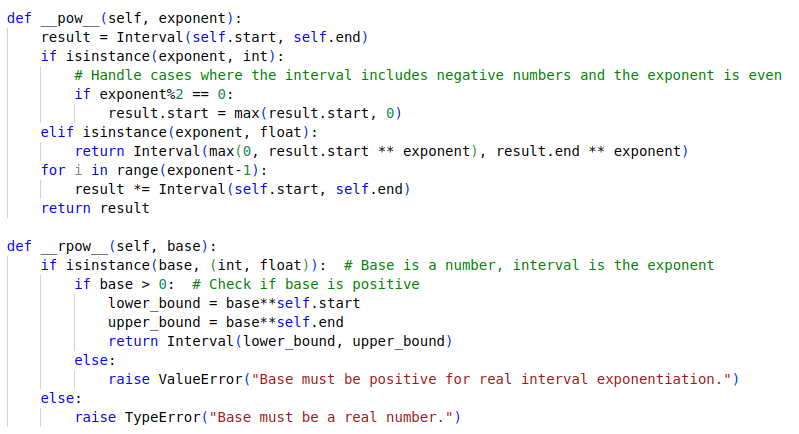 def __pow__(self, exponent):
    result = Interval(self.start, self.end)
    if isinstance(exponent, int):
        # Handle cases where the interval includes negative numbers and the exponent is even
        if exponent%2 == 0:
            result.start = max(result.start, 0)
    elif isinstance(exponent, float):
        return Interval(max(0, result.start ** exponent), result.end ** exponent)
    for i in range(exponent-1):
        result *= Interval(self.start, self.end)
    return result

def __rpow__(self, base):
    if isinstance(base, (int, float)):  # Base is a number, interval is the exponent
        if base > 0:  # Check if base is positive
            lower_bound = base**self.start
            upper_bound = base**self.end
            return Interval(lower_bound, upper_bound)
        else:
            raise ValueError("Base must be positive for real interval exponentiation.")
    else:
        raise TypeError("Base must be a real number.")